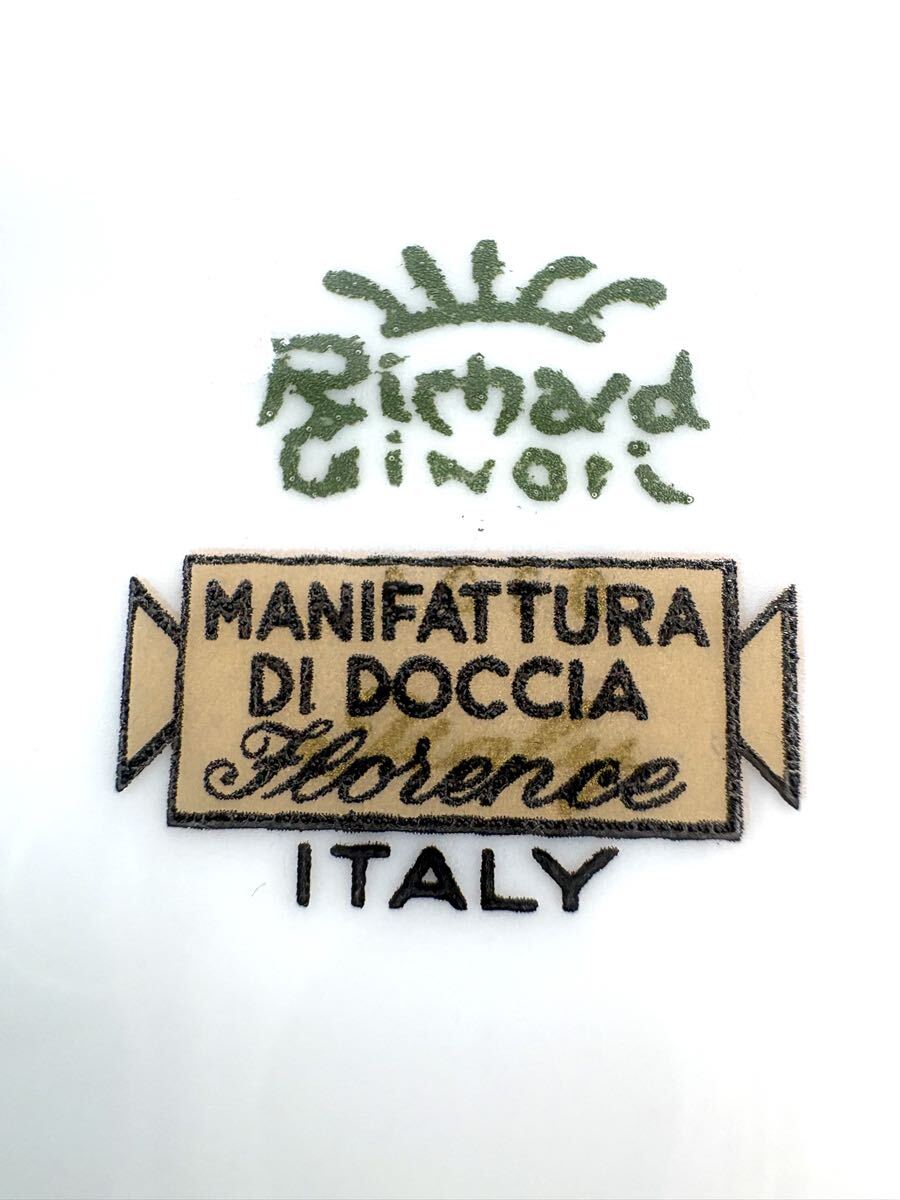 Richard
Ginori
MANIFATTURA
DI DOCCIA
Florence
ITALY